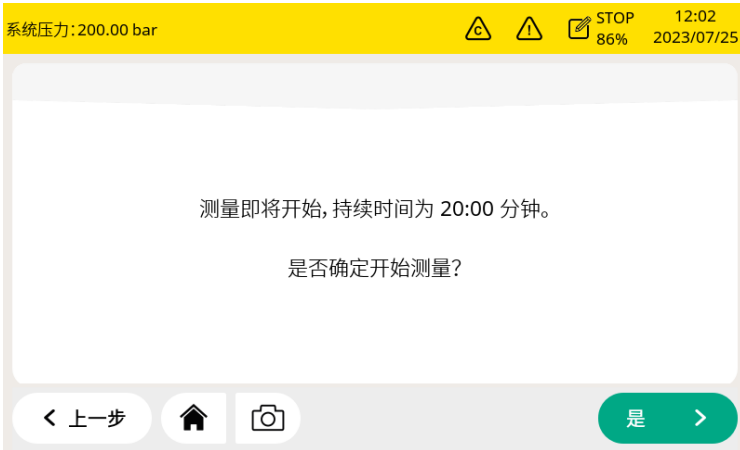 系统压力：200.00 bar
C
!
STOP
86%
12:02
2023/07/25
测量即将开始，持续时间为 20:00 分钟。
是否确定开始测量？
上一步
是